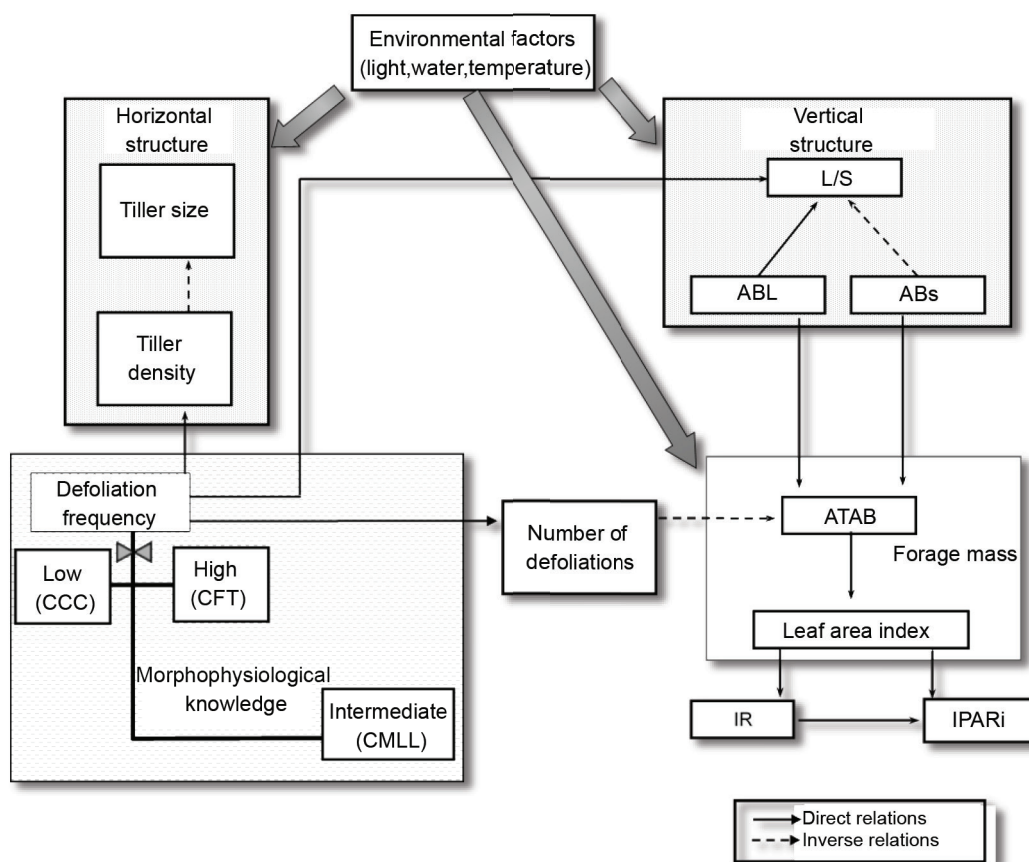 Environmental factors
(light,water,temperature)
Horizontal
structure
Tiller size
Tiller
density
Vertical
structure
L/S
ABL
ABs
Defoliation
frequency
Low
(CCC)
High
(CFT)
Morphophysiological
knowledge
Intermediate
(CMLL)
Number of
defoliations
ATAB
Forage mass
Leaf area index
IR
IPARi
Direct relations
Inverse relations